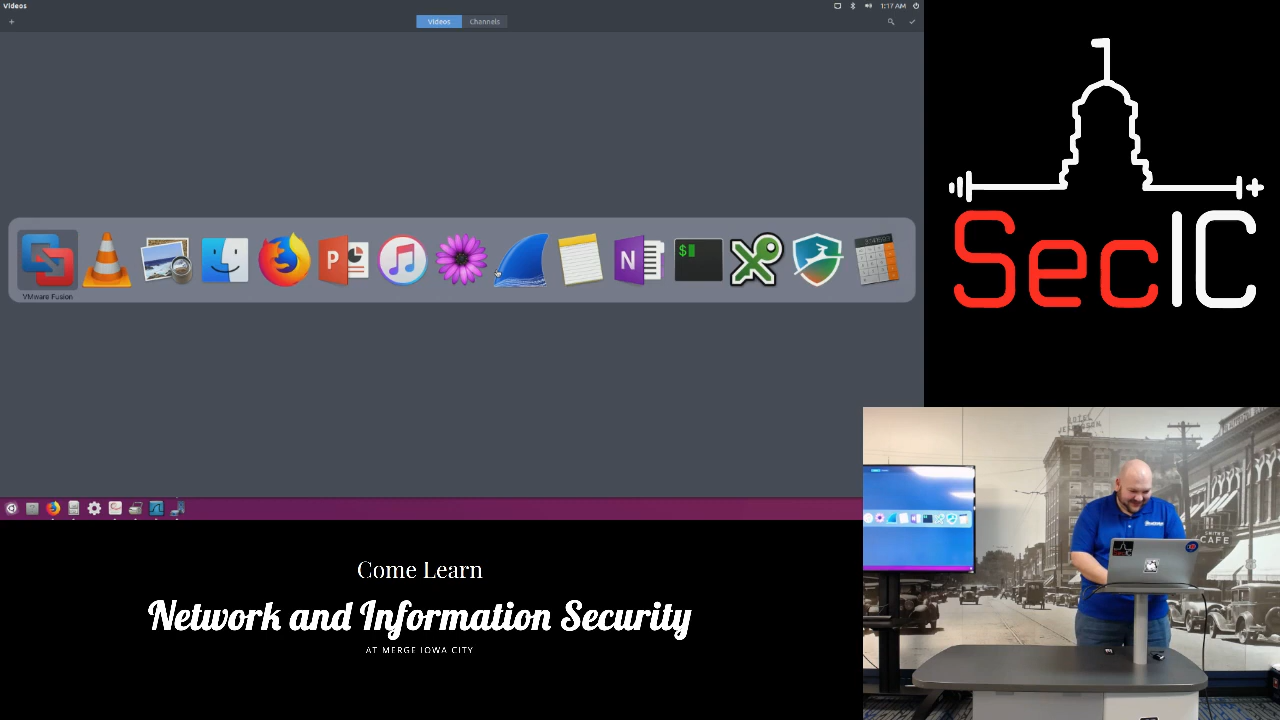 Videos
1:17 AM
Videos Channels
VMware Fusion
SecIC
Come Learn
Network and Information Security
AT MERGE IOWA CITY
CAFE